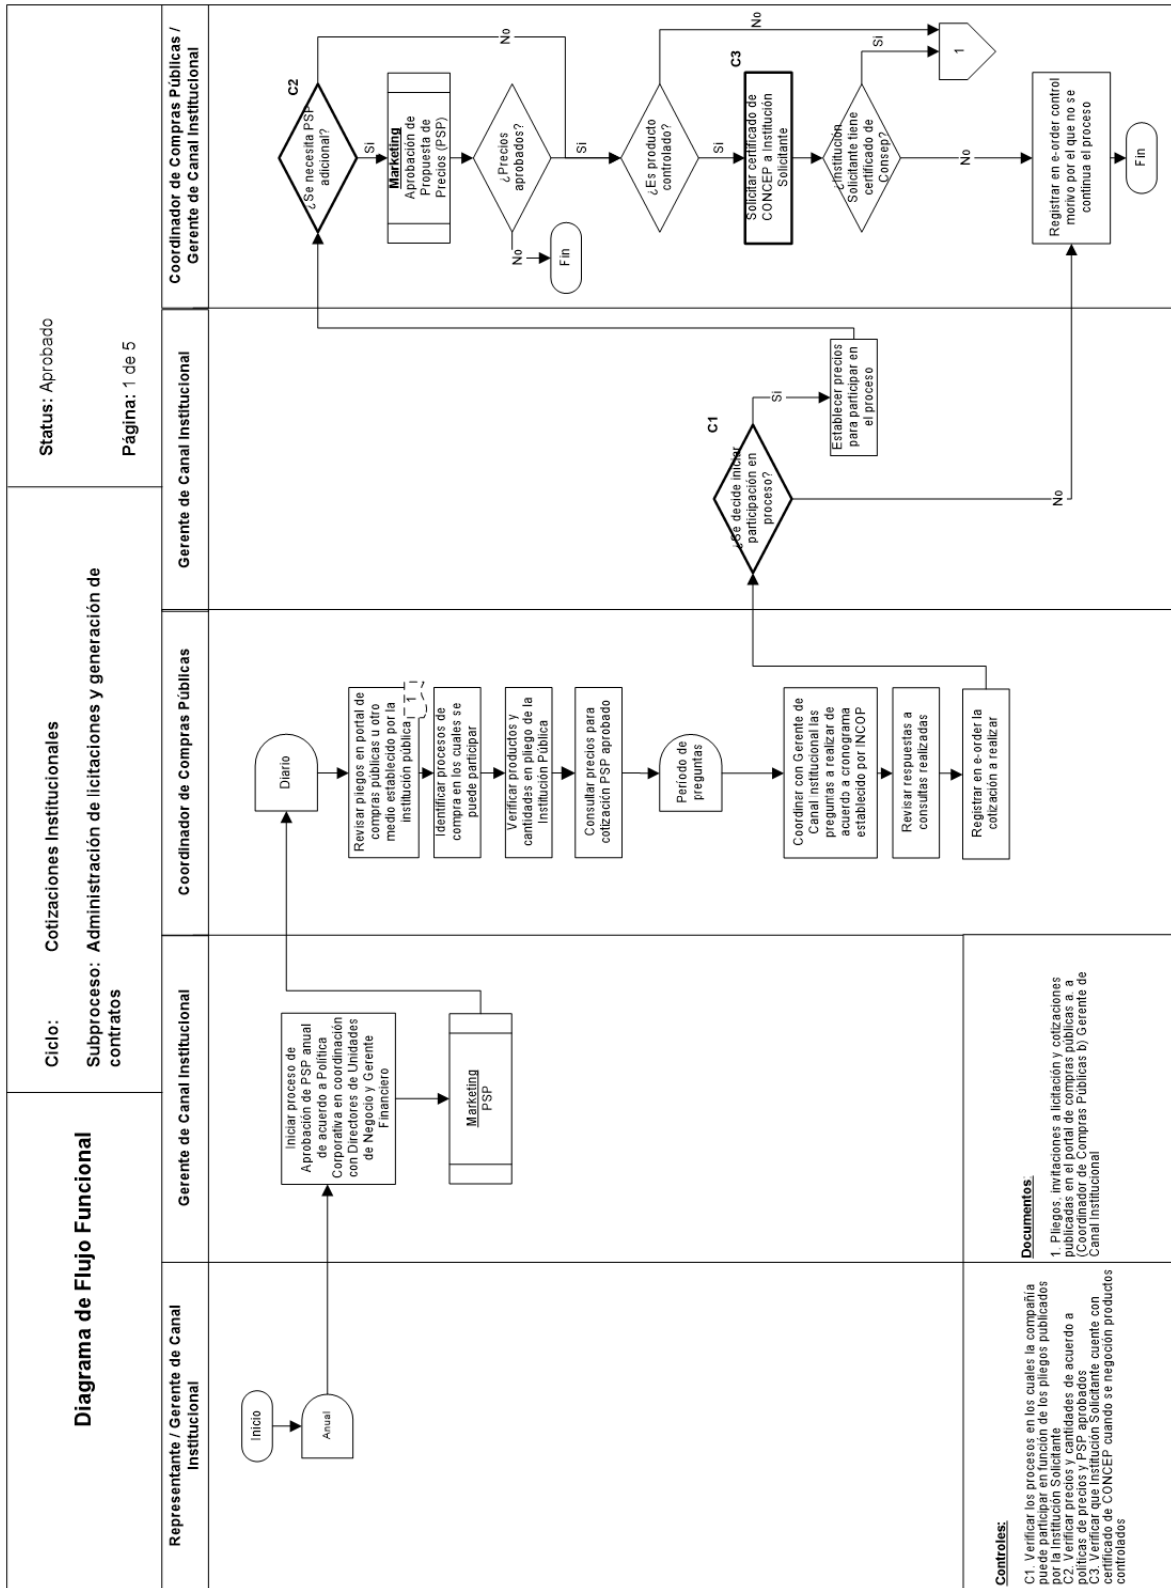 Diagrama de Flujo Funcional
Ciclo: Cotizaciones Institucionales
Subproceso: Administración de licitaciones y generación de
contratos
Status: Aprobado
Página: 1 de 5
Representante / Gerente de Canal
Institucional
Gerente de Canal Institucional
Coordinador de Compras Públicas
Gerente de Canal Institucional
Coordinador de Compras Públicas /
Gerente de Canal Institucional
Inicio
Anual
Iniciar proceso de
Aprobación de PSP anual
de acuerdo a Política
Corporativa en coordinación
con Directores de Unidades
de Negocio y Gerente
Financiero
Marketing
PSP
Diario
Revisar pliegos en portal de
compras públicas u otro
medio establecido por la
institución pública
1
Identificar procesos de
compra en los cuales se
puede participar
Verificar productos y
cantidades en pliego de la
Institución Pública
Consultar precios para
cotización PSP aprobado
Período de
preguntas
Coordinar con Gerente de
Canal Institucional las
preguntas a realizar de
acuerdo a cronograma
establecido por INCOP
Revisar respuestas a
consultas realizadas
Registrar en e-order la
cotización a realizar
C1
¿Se decide iniciar
participación en
proceso?
Si
No
Establecer precios
para participar en
el proceso
C2
¿Se necesita PSP
adicional?
No
Si
Marketing
Aprobación de
Propuesta de
Precios (PSP)
¿Precios
aprobados?
No
Fin
Si
¿Es producto
controlado?
No
Si
C3
Solicitar certificado de
CONCEP a Institución
Solicitante
¿Institución
Solicitante tiene
certificado de
Consep?
Si
1
No
Registrar en e-order control
morivo por el que no se
continua el proceso
Fin
Controles:
C1. Verificar los procesos en los cuales la compañía
puede participar en función de los pliegos publicados
por la Institución Solicitante
C2. Verificar precios y cantidades de acuerdo a
políticas de precios y PSP aprobados
C3. Verificar que Institución Solicitante cuente con
certificado de CONCEP cuando se negoción productos
controlados
Documentos:
1. Pliegos, invitaciones a licitación y cotizaciones
publicadas en el portal de compras públicas a. a
(Coordinador de Compras Públicas b) Gerente de
Canal Institucional